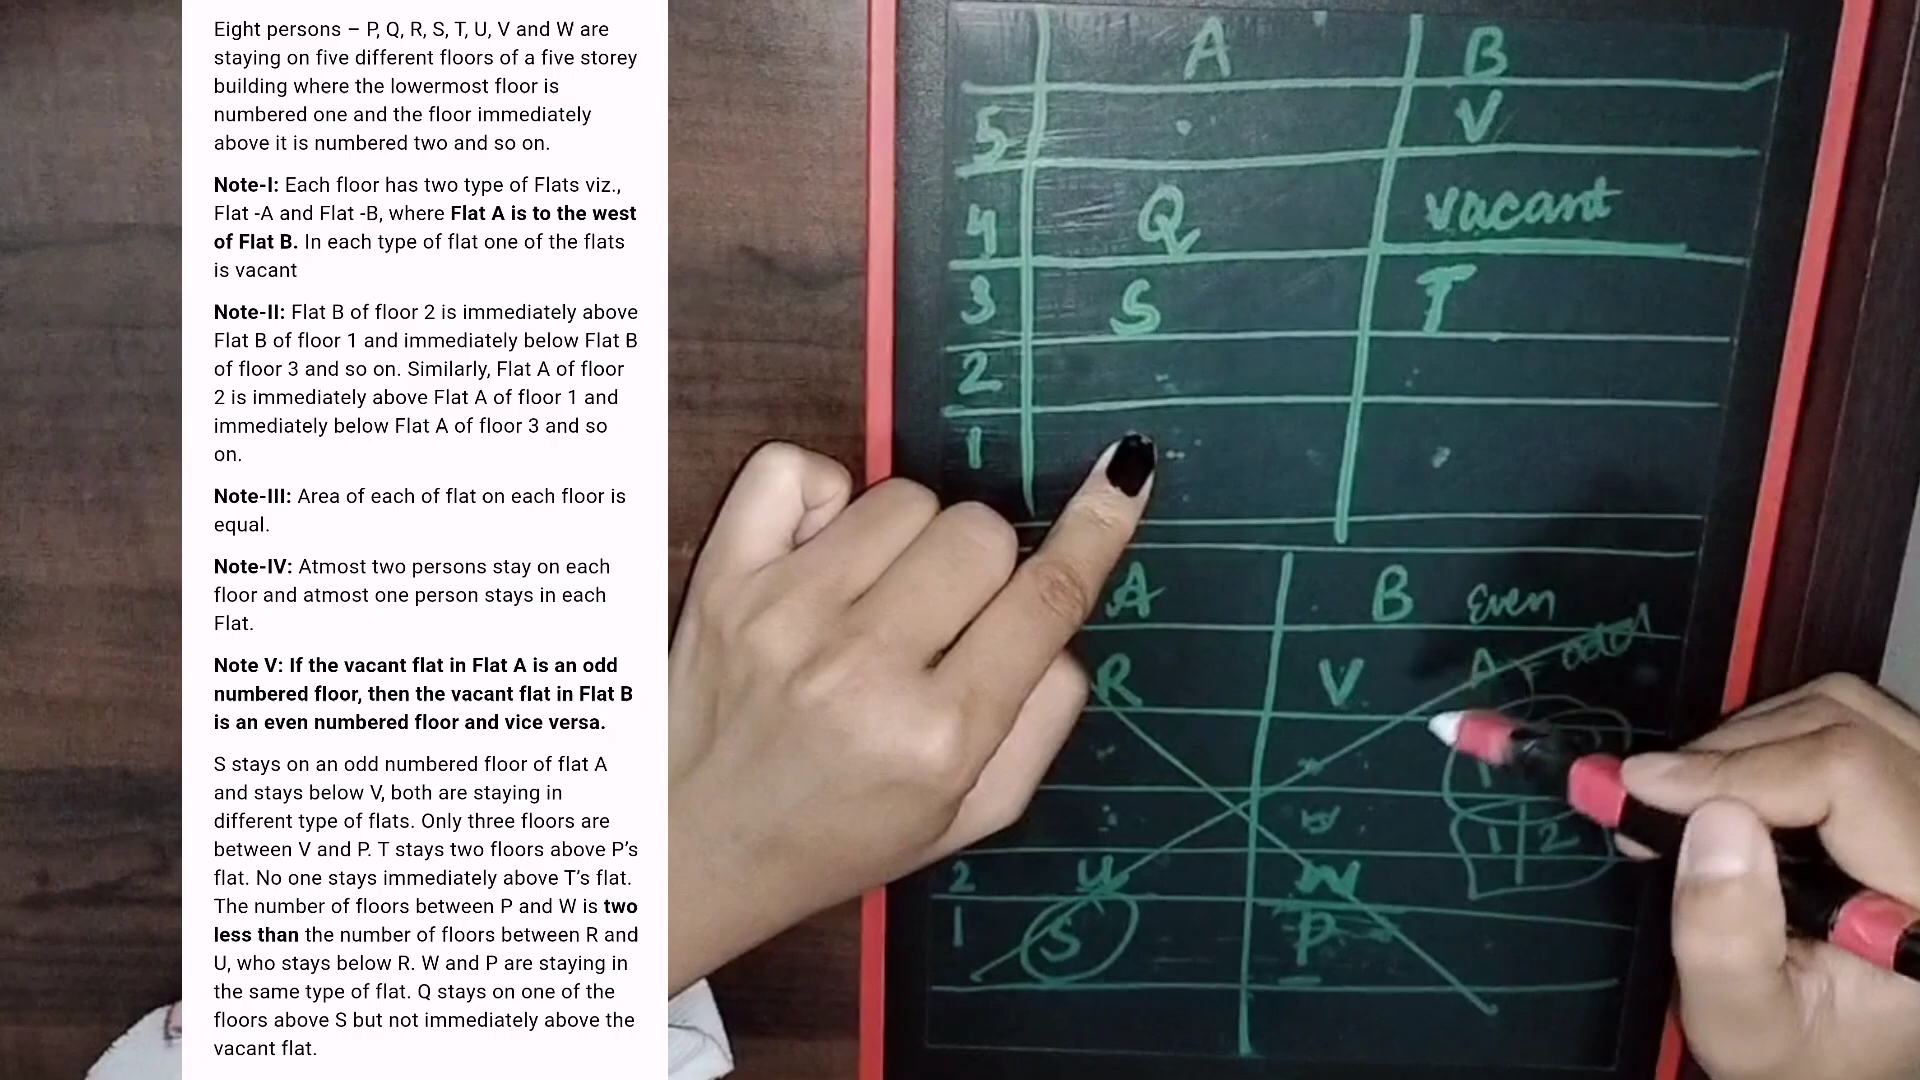 Eight persons – P, Q, R, S, T, U, V and W are
staying on five different floors of a five storey
building where the lowermost floor is
numbered one and the floor immediately
above it is numbered two and so on.
Note-I: Each floor has two type of Flats viz.,
Flat -A and Flat -B, where Flat A is to the west
of Flat B. In each type of flat one of the flats
is vacant
Note-II: Flat B of floor 2 is immediately above
Flat B of floor 1 and immediately below Flat B
of floor 3 and so on. Similarly, Flat A of floor
2 is immediately above Flat A of floor 1 and
immediately below Flat A of floor 3 and so
on.
Note-III: Area of each of flat on each floor is
equal.
Note-IV: Atmost two persons stay on each
floor and atmost one person stays in each
Flat.
Note V: If the vacant flat in Flat A is an odd
numbered floor, then the vacant flat in Flat B
is an even numbered floor and vice versa.
S stays on an odd numbered floor of flat A
and stays below V, both are staying in
different type of flats. Only three floors are
between V and P. T stays two floors above P's
flat. No one stays immediately above T's flat.
The number of floors between P and W is two
less than the number of floors between R and
U, who stays below R. W and P are staying in
the same type of flat. Q stays on one of the
floors above S but not immediately above the
vacant flat.
A B
5 V
4 Q vacant
3 S T
2
1
A B Even
R V A - odd
1
W 1 2
2 U W
1 S P